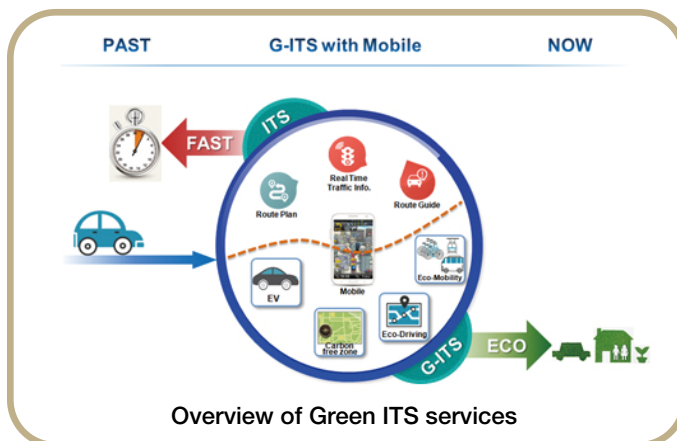 PAST
G-ITS with Mobile
NOW
ITS
FAST
Real Time
Traffic Info.
Route Plan
Route Guide
Mobile
Eco-Mobility
EV
Carbon
free zone
Eco-Driving
G-ITS
ECO
Overview of Green ITS services